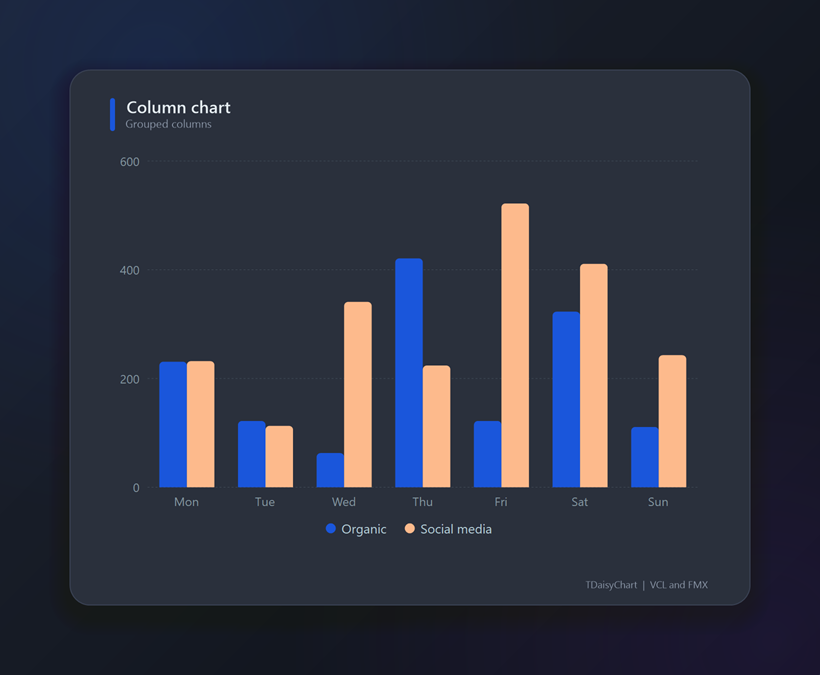 Column chart
Grouped columns
600
400
200
0
Mon Tue Wed Thu Fri Sat Sun
Organic Social media
TDaisyChart | VCL and FMX